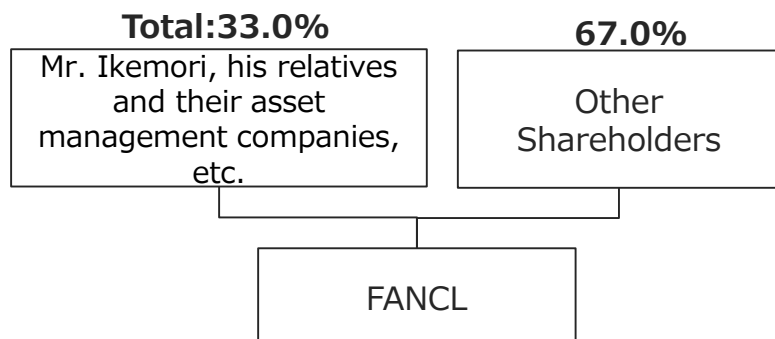 Total:33.0%
67.0%
Mr. Ikemori, his relatives
and their asset
management companies,
etc.
Other
Shareholders
FANCL